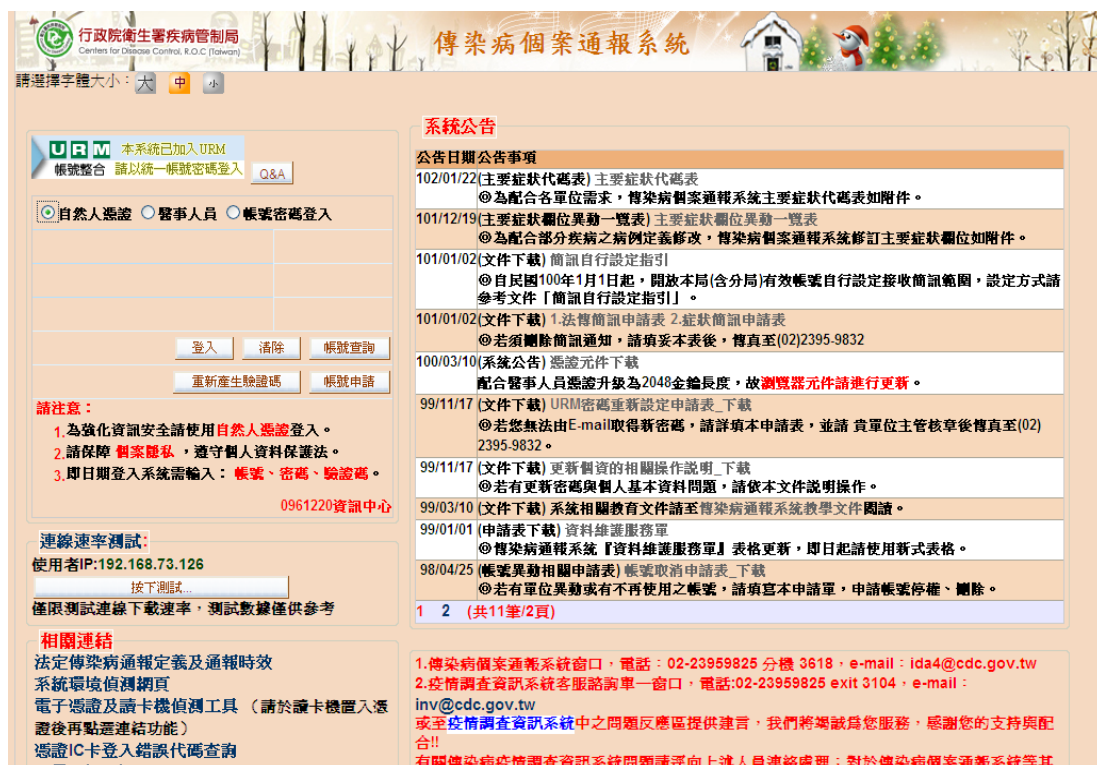 行政院衛生署疾病管制局
Centers for Disease Control, R.O.C (Taiwan)
傳染病個案通報系統
請選擇字體大小：大 中 小
URM 本系統已加入URM
帳號整合 請以統一帳號密碼登入 Q&A
自然人憑證 醫事人員 帳號密碼登入
登入 清除 帳號查詢
重新產生驗證碼 帳號申請
請注意：
1.為強化資訊安全請使用自然人憑證登入。
2.請保障 個案隱私 ，遵守個人資料保護法。
3.即日期登入系統需輸入： 帳號、密碼、驗證碼。
0961220資訊中心
連線速率測試:
使用者IP:192.168.73.126
按下測試...
僅限測試連線下載速率，測試數據僅供參考
相關連結
法定傳染病通報定義及通報時效
系統環境偵測網頁
電子憑證及讀卡機偵測工具 （請於讀卡機置入憑
證後再點選連結功能）
憑證IC卡登入錯誤代碼查詢
系統公告
公告日期 公告事項
102/01/22 (主要症狀代碼表) 主要症狀代碼表
◎為配合各單位需求，傳染病個案通報系統主要症狀代碼表如附件。
101/12/19 (主要症狀欄位異動一覽表) 主要症狀欄位異動一覽表
◎為配合部分疾病之病例定義修改，傳染病個案通報系統修訂主要症狀欄位如附件。
101/01/02 (文件下載) 簡訊自行設定指引
◎自民國100年1月1日起，開放本局(含分局)有效帳號自行設定接收簡訊範圍，設定方式請
參考文件「簡訊自行設定指引」。
101/01/02 (文件下載) 1.法傳簡訊申請表 2.症狀簡訊申請表
◎若須刪除簡訊通知，請填妥本表後，傳真至(02)2395-9832
100/03/10 (系統公告) 憑證元件下載
配合醫事人員憑證升級為2048金鑰長度，故瀏覽器元件請進行更新。
99/11/17 (文件下載) URM密碼重新設定申請表_下載
◎若您無法由E-mail取得新密碼，請詳填本申請表，並請 貴單位主管核章後傳真至(02)
2395-9832。
99/11/17 (文件下載) 更新個資的相關操作說明_下載
◎若有更新密碼與個人基本資料問題，請依本文件說明操作。
99/03/10 (文件下載) 系統相關教育文件請至傳染病通報系統教學文件閱讀。
99/01/01 (申請表下載) 資料維護服務單
◎傳染病通報系統『資料維護服務單』表格更新，即日起請使用新式表格。
98/04/25 (帳號異動相關申請表) 帳號取消申請表_下載
◎若有單位異動或有不再使用之帳號，請填寫本申請單，申請帳號停權、刪除。
1 2 (共11筆/2頁)
1.傳染病個案通報系統窗口，電話：02-23959825 分機 3618，e-mail：ida4@cdc.gov.tw
2.疫情調查資訊系統客服諮詢單一窗口，電話:02-23959825 exit 3104，e-mail：
inv@cdc.gov.tw
或至疫情調查資訊系統中之問題反應區提供建言，我們將竭誠為您服務，感謝您的支持與配
合!!
有關傳染病疫情調查資訊系統問題請逕向上述人員連絡處理；對於傳染病個案通報系統等其